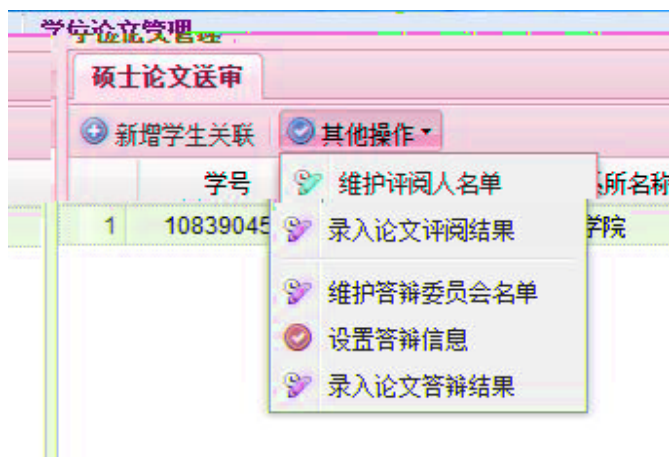 学位论文管理
硕士论文送审
新增学生关联 其他操作
学号 所名称
维护评阅人名单
1 10839045 学院
录入论文评阅结果
维护答辩委员会名单
设置答辩信息
录入论文答辩结果